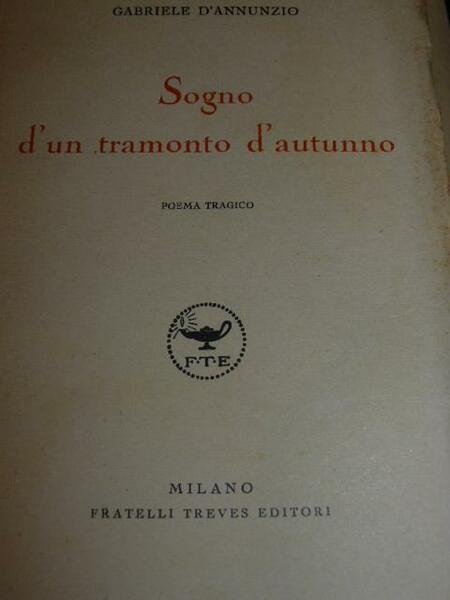 GABRIELE D'ANNUNZIO
Sogno
d'un tramonto d'autunno
POEMA TRAGICO
F·T·E
MILANO
FRATELLI TREVES EDITORI